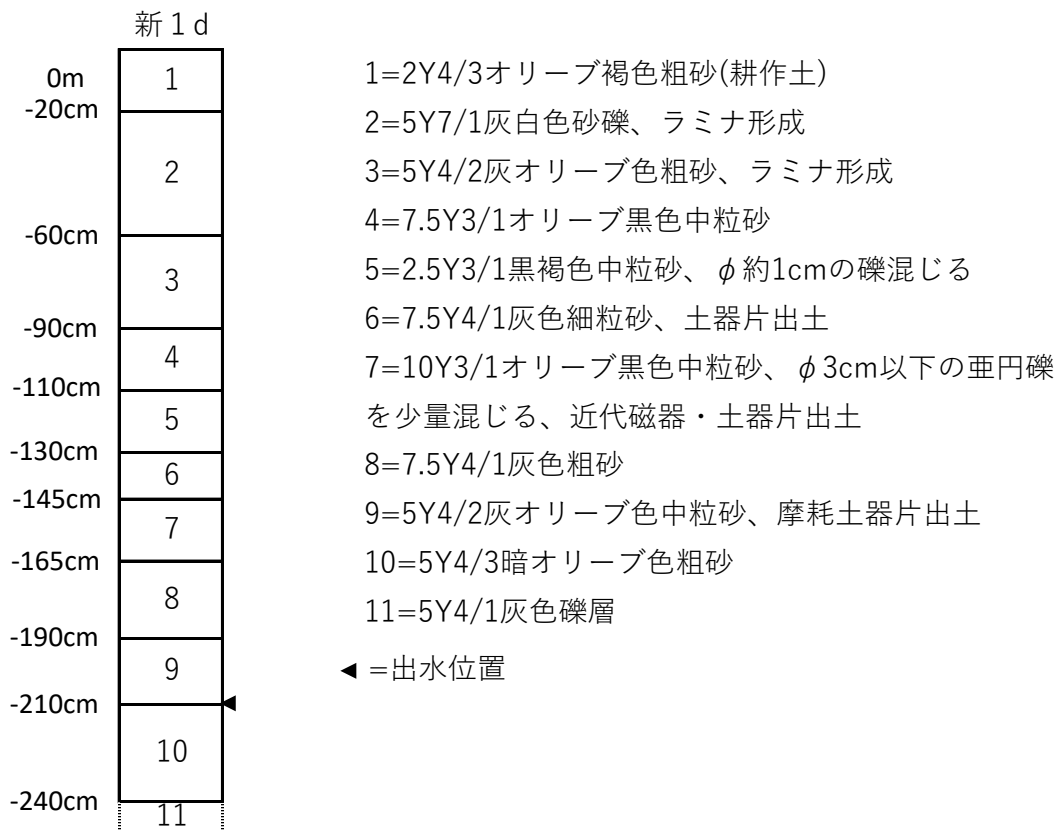 新1d
0m
-20cm
-60cm
-90cm
-110cm
-130cm
-145cm
-165cm
-190cm
-210cm
-240cm
1
2
3
4
5
6
7
8
9
10
11
1=2Y4/3オリーブ褐色粗砂(耕作土)
2=5Y7/1灰白色砂礫、ラミナ形成
3=5Y4/2灰オリーブ色粗砂、ラミナ形成
4=7.5Y3/1オリーブ黒色中粒砂
5=2.5Y3/1黒褐色中粒砂、φ約1cmの礫混じる
6=7.5Y4/1灰色細粒砂、土器片出土
7=10Y3/1オリーブ黒色中粒砂、φ3cm以下の亜円礫
を少量混じる、近代磁器・土器片出土
8=7.5Y4/1灰色粗砂
9=5Y4/2灰オリーブ色中粒砂、摩耗土器片出土
10=5Y4/3暗オリーブ色粗砂
11=5Y4/1灰色礫層
◄ =出水位置